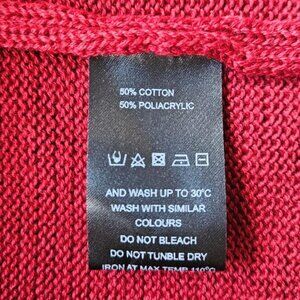 50% COTTON
50% POLIACRYLIC
AND WASH UP TO 30°C
WASH WITH SIMILAR
COLOURS
DO NOT BLEACH
DO NOT TUMBLE DRY
IRON AT MAX TEMP 110°C